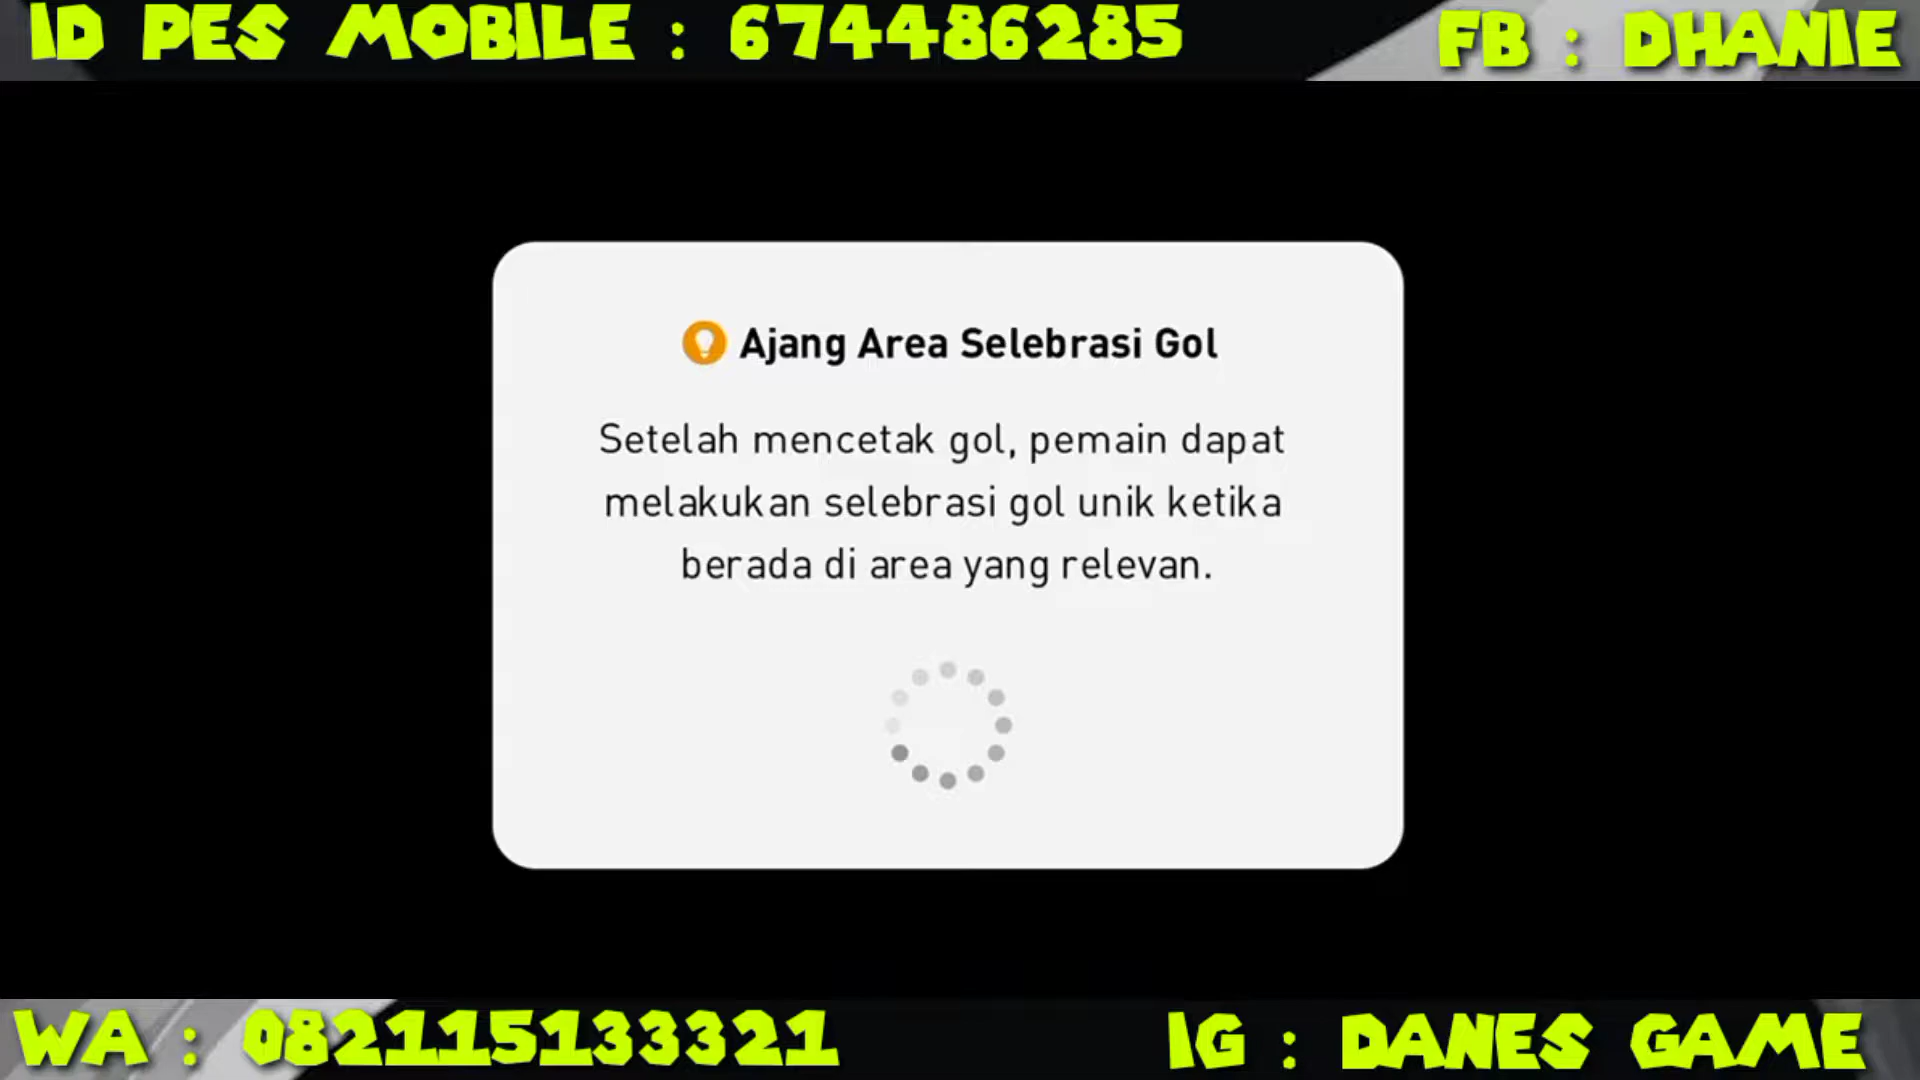 ID PES MOBILE : 674486285
FB : DHANIE
Ajang Area Selebrasi Gol
Setelah mencetak gol, pemain dapat
melakukan selebrasi gol unik ketika
berada di area yang relevan.
WA : 082115133321
IG : DANES GAME